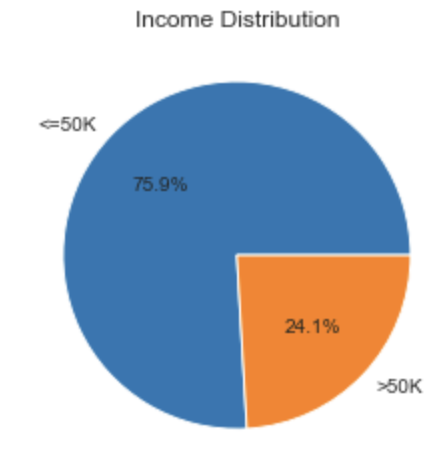 Income Distribution
<=50K
75.9%
24.1%
>50K